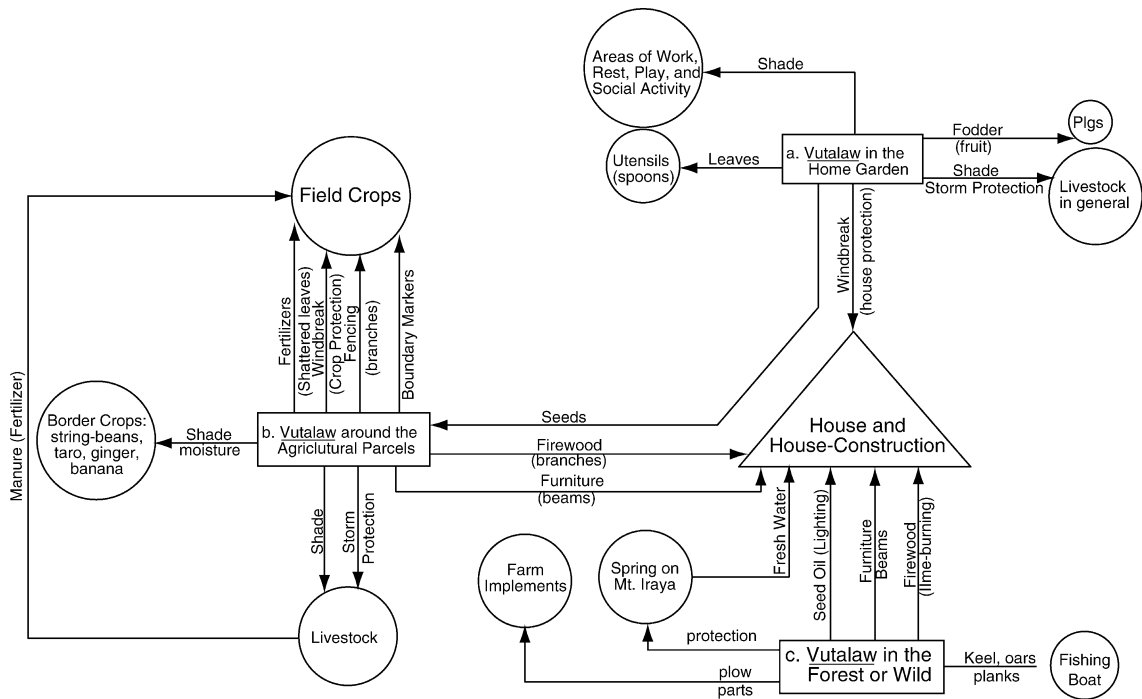 Areas of Work,
Rest, Play, and
Social Activity
Shade
Utensils
(spoons)
Leaves
a. Vutalaw in the
Home Garden
Fodder
(fruit)
PIgs
Shade
Storm Protection
Livestock
in general
Windbreak
(house protection)
Field Crops
Manure (Fertilizer)
Fertilizers
(Shattered leaves)
Windbreak
(Crop Protection)
Fencing
(branches)
Boundary Markers
Border Crops:
string-beans,
taro, ginger,
banana
Shade
moisture
b. Vutalaw around the
Agriclutural Parcels
Seeds
Firewood
(branches)
Furniture
(beams)
House and
House-Construction
Shade
Storm
Protection
Livestock
Farm
Implements
Spring on
Mt. Iraya
Fresh Water
Seed Oil (Lighting)
Furniture
Beams
Firewood
(lIme-burning)
protection
plow
parts
c. Vutalaw in the
Forest or Wild
Keel, oars
planks
Fishing
Boat